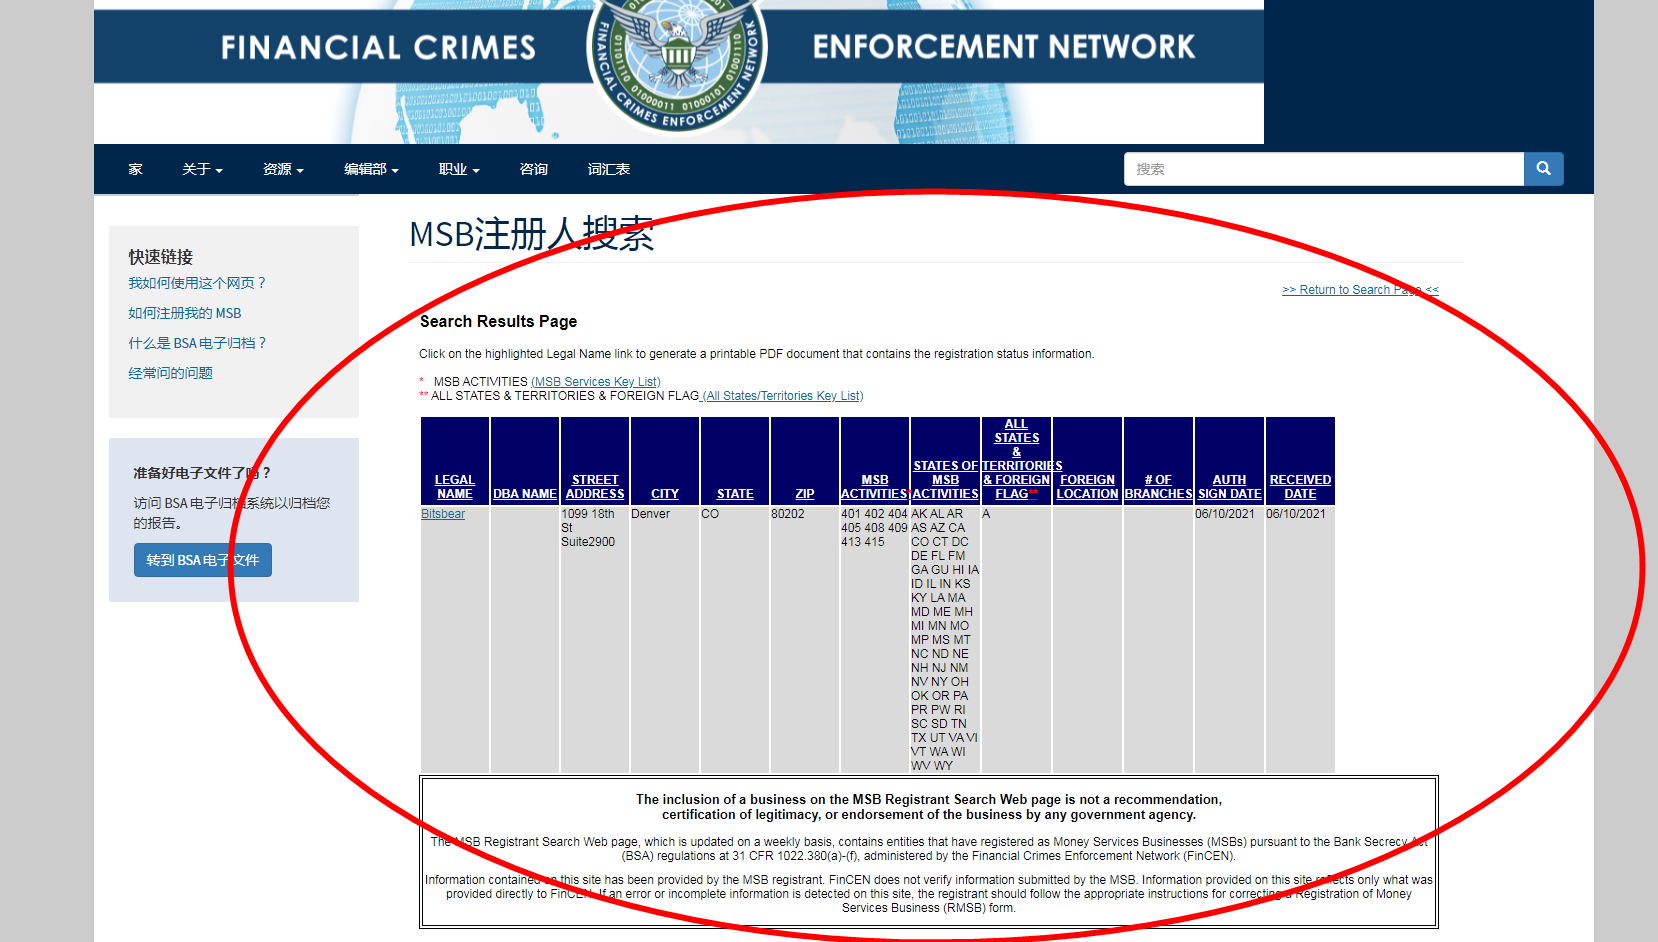 FINANCIAL CRIMES ENFORCEMENT NETWORK
FINANCIAL CRIMES ENFORCEMENT NETWORK
01101110 01000011 01000101 01001110
家 关于 资源 编辑部 职业 咨询 词汇表
搜索
MSB注册人搜索
快速链接
我如何使用这个网页？
如何注册我的 MSB
什么是 BSA 电子归档？
经常问的问题
准备好电子文件了吗？
访问 BSA 电子归档系统以归档您
的报告。
转到 BSA 电子文件
>> Return to Search Page <<
Search Results Page
Click on the highlighted Legal Name link to generate a printable PDF document that contains the registration status information.
* MSB ACTIVITIES (MSB Services Key List)
** ALL STATES & TERRITORIES & FOREIGN FLAG (All States/Territories Key List)
LEGAL NAME
DBA NAME
STREET ADDRESS
CITY
STATE
ZIP
MSB ACTIVITIES*
STATES OF MSB ACTIVITIES
ALL STATES & TERRITORIES & FOREIGN FLAG**
FOREIGN LOCATION
# OF BRANCHES
AUTH SIGN DATE
RECEIVED DATE
Bitsbear
1099 18th
St
Suite2900
Denver
CO
80202
401 402 404
405 408 409
413 415
AK AL AR
AS AZ CA
CO CT DC
DE FL FM
GA GU HI IA
ID IL IN KS
KY LA MA
MD ME MH
MI MN MO
MP MS MT
NC ND NE
NH NJ NM
NV NY OH
OK OR PA
PR PW RI
SC SD TN
TX UT VA VI
VT WA WI
WV WY
A
06/10/2021
06/10/2021
The inclusion of a business on the MSB Registrant Search Web page is not a recommendation,
certification of legitimacy, or endorsement of the business by any government agency.
The MSB Registrant Search Web page, which is updated on a weekly basis, contains entities that have registered as Money Services Businesses (MSBs) pursuant to the Bank Secrecy Act
(BSA) regulations at 31 CFR 1022.380(a)-(f), administered by the Financial Crimes Enforcement Network (FinCEN).
Information contained on this site has been provided by the MSB registrant. FinCEN does not verify information submitted by the MSB. Information provided on this site reflects only what was
provided directly to FinCEN. If an error or incomplete information is detected on this site, the registrant should follow the appropriate instructions for correcting a Registration of Money
Services Business (RMSB) form.